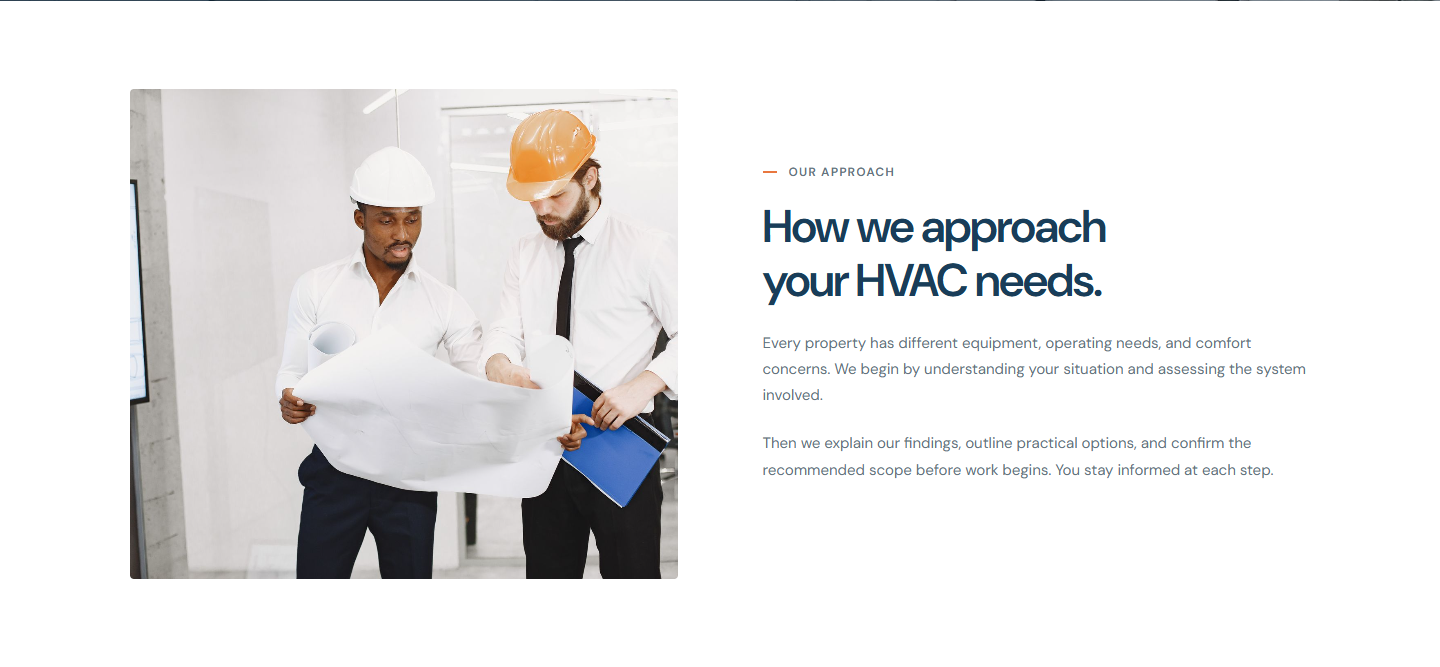 OUR APPROACH
How we approach
your HVAC needs.
Every property has different equipment, operating needs, and comfort
concerns. We begin by understanding your situation and assessing the system
involved.
Then we explain our findings, outline practical options, and confirm the
recommended scope before work begins. You stay informed at each step.